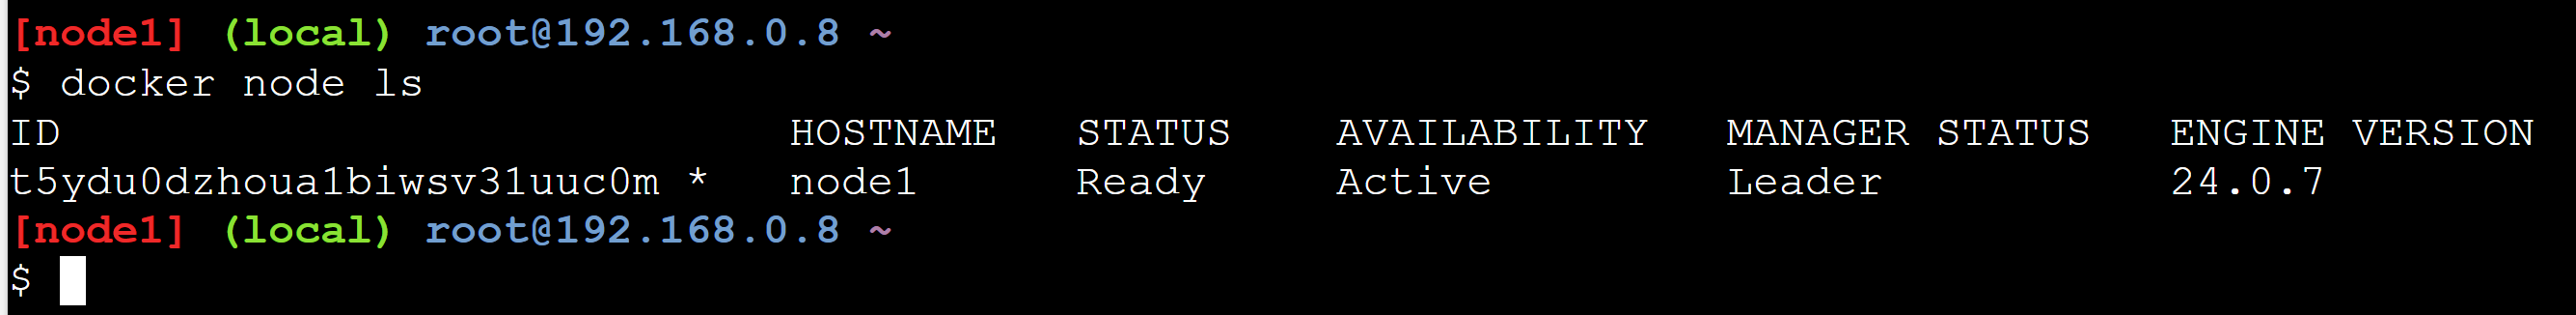 [node1] (local) root@192.168.0.8 ~
$ docker node ls
ID HOSTNAME STATUS AVAILABILITY MANAGER STATUS ENGINE VERSION
t5ydu0dzhoua1biwsv31uuc0m * node1 Ready Active Leader 24.0.7
[node1] (local) root@192.168.0.8 ~
$